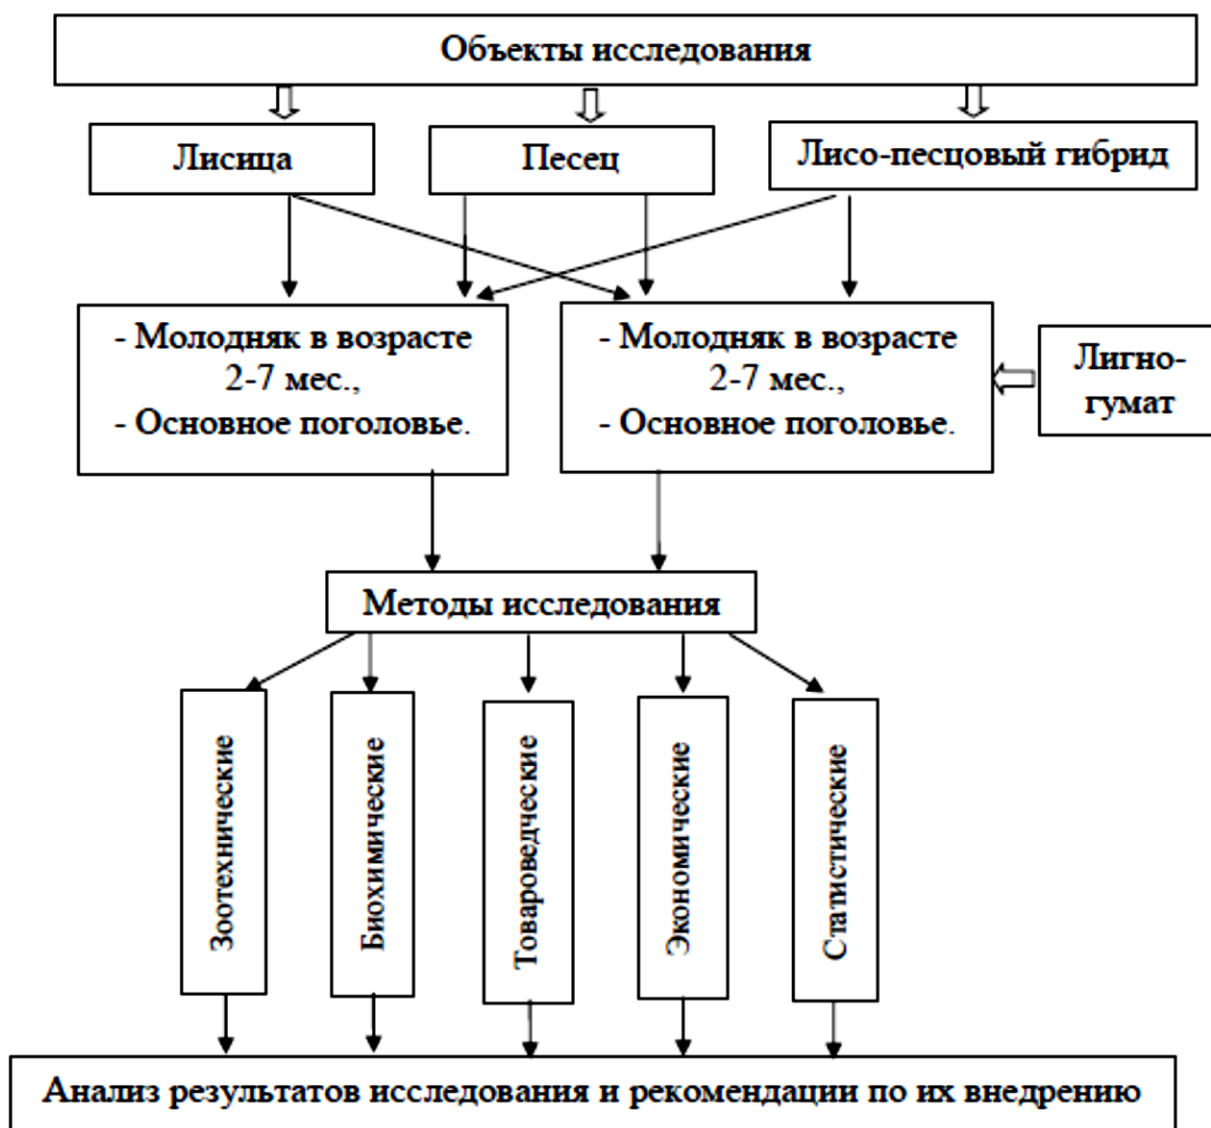 Объекты исследования
Лисица
Песец
Лисо-песцовый гибрид
- Молодняк в возрасте
2-7 мес.,
- Основное поголовье.
- Молодняк в возрасте
2-7 мес.,
- Основное поголовье.
Лигно-
гумат
Методы исследования
Зоотехнические
Биохимические
Товароведческие
Экономические
Статистические
Анализ результатов исследования и рекомендации по их внедрению